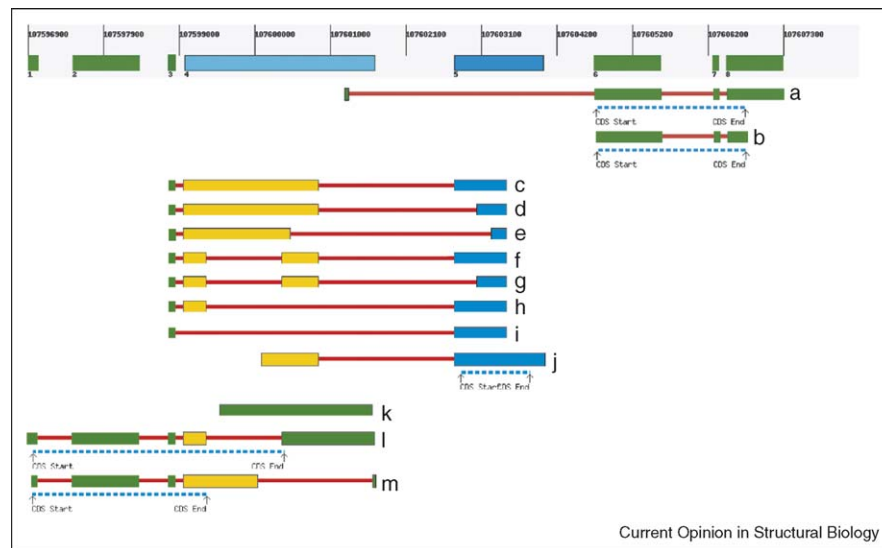 107596900 107597900 107599000 107600000 107601000 107602100 107603100 107604200 107605200 107606200 107607300
1 2 3 4 5 6 7 8
a
CDS Start CDS End
b
CDS Start CDS End
c
d
e
f
g
h
i
j
CDS StartCDS End
k
l
CDS Start CDS End
m
CDS Start CDS End
Current Opinion in Structural Biology